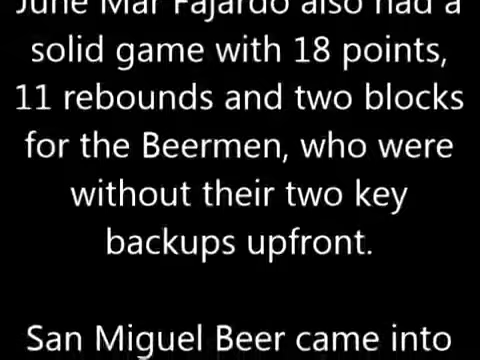 June Mar Fajardo also had a
solid game with 18 points,
11 rebounds and two blocks
for the Beermen, who were
without their two key
backups upfront.
San Miguel Beer came into